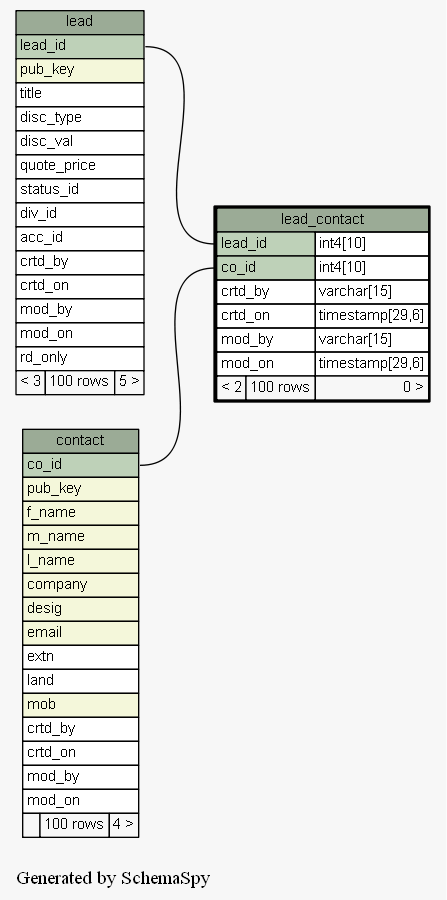 lead
lead_id
pub_key
title
disc_type
disc_val
quote_price
status_id
div_id
acc_id
crtd_by
crtd_on
mod_by
mod_on
rd_only
< 3 100 rows 5 >
lead_contact
lead_id int4[10]
co_id int4[10]
crtd_by varchar[15]
crtd_on timestamp[29,6]
mod_by varchar[15]
mod_on timestamp[29,6]
< 2 100 rows 0 >
contact
co_id
pub_key
f_name
m_name
l_name
company
desig
email
extn
land
mob
crtd_by
crtd_on
mod_by
mod_on
100 rows 4 >
Generated by SchemaSpy